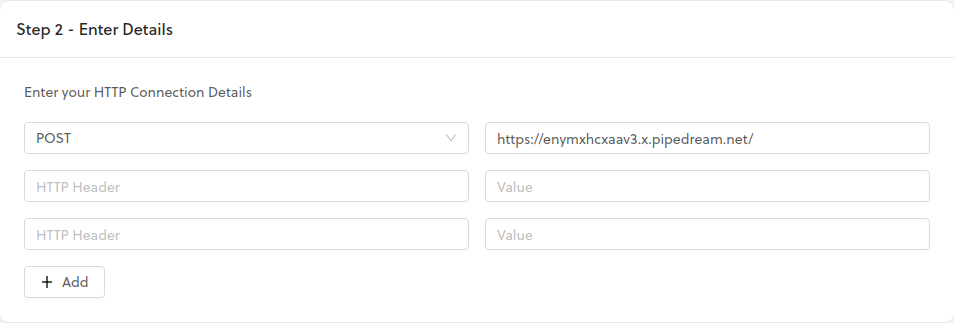 Step 2 - Enter Details
Enter your HTTP Connection Details
POST
https://enymxhcxaav3.x.pipedream.net/
HTTP Header
Value
HTTP Header
Value
+ Add